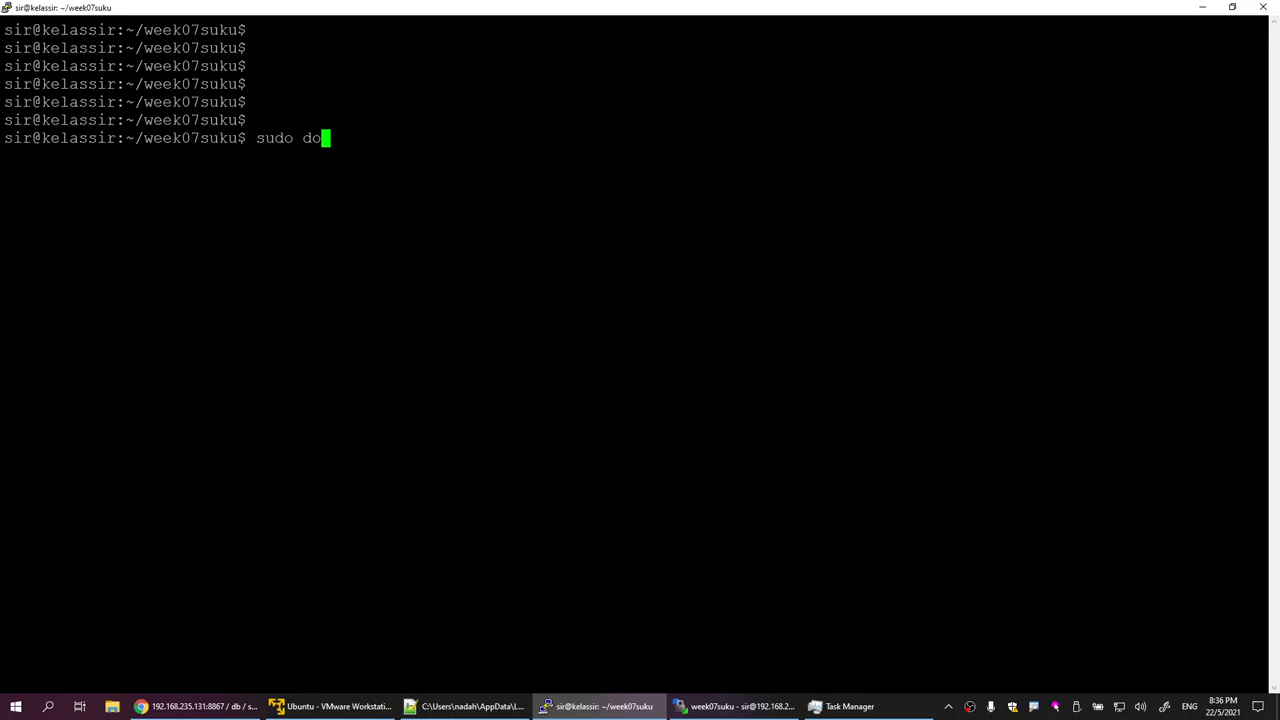 sir@kelassir: ~/week07suku
sir@kelassir:~/week07suku$
sir@kelassir:~/week07suku$
sir@kelassir:~/week07suku$
sir@kelassir:~/week07suku$
sir@kelassir:~/week07suku$
sir@kelassir:~/week07suku$
sir@kelassir:~/week07suku$ sudo do
192.168.235.131:8867 / db / s...
Ubuntu - VMware Workstati...
C:\Users\nadah\AppData\L...
sir@kelassir: ~/week07suku
week07suku - sir@192.168.2...
Task Manager
ENG
8:36 PM
22/5/2021